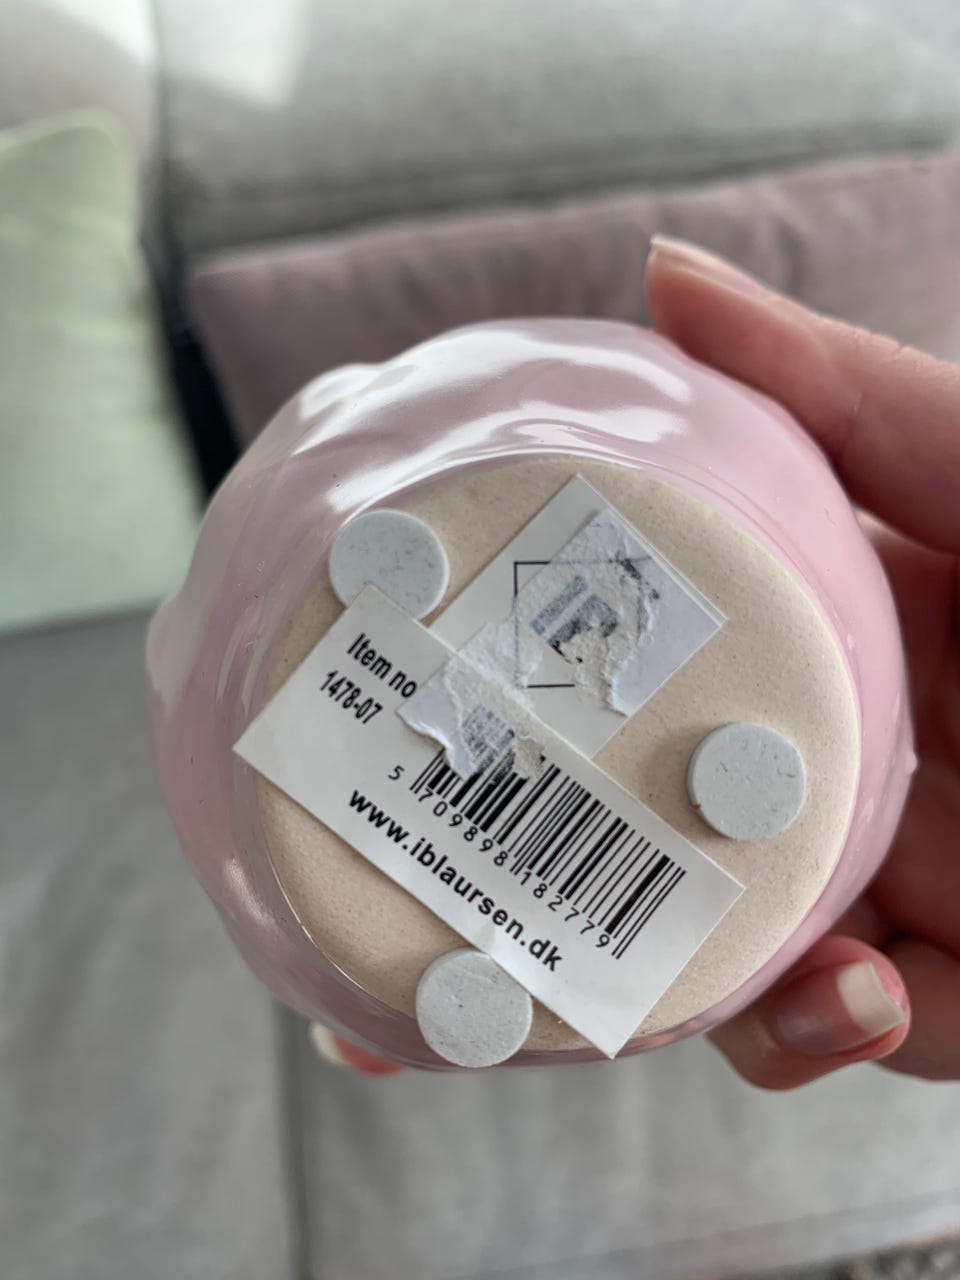 Item no
1478-07
5 709898 182779
www.iblaursen.dk